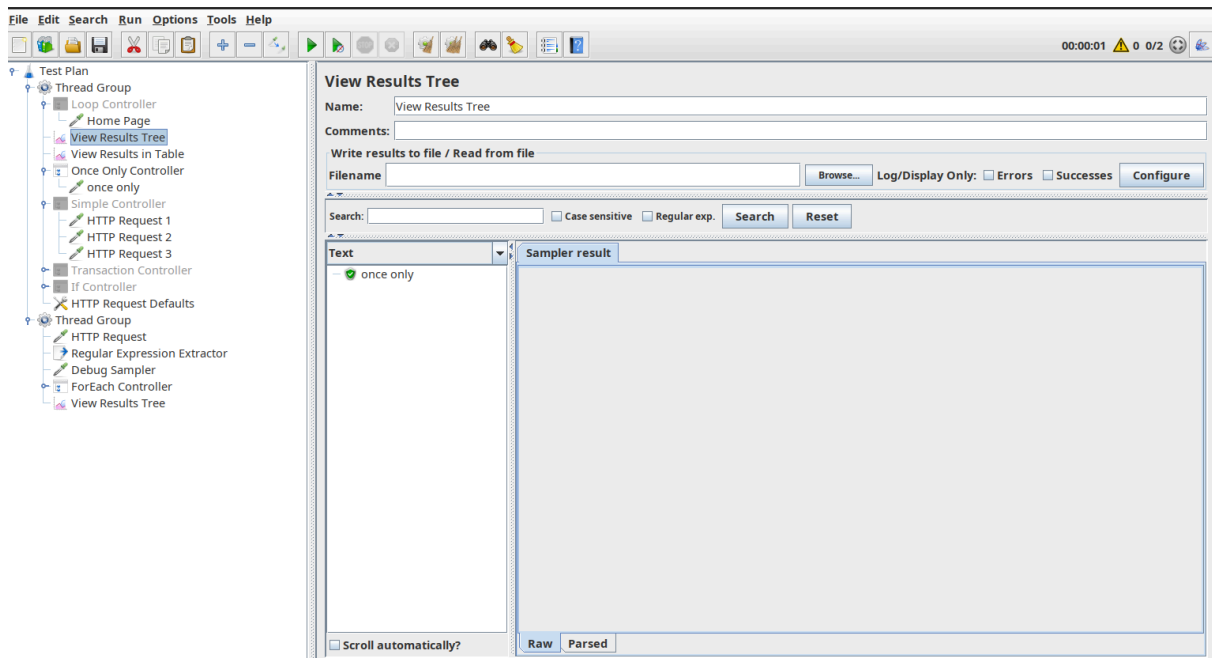 File Edit Search Run Options Tools Help
00:00:01 0 0/2
Test Plan
Thread Group
Loop Controller
Home Page
View Results Tree
View Results in Table
Once Only Controller
once only
Simple Controller
HTTP Request 1
HTTP Request 2
HTTP Request 3
Transaction Controller
If Controller
HTTP Request Defaults
Thread Group
HTTP Request
Regular Expression Extractor
Debug Sampler
ForEach Controller
View Results Tree
View Results Tree
Name: View Results Tree
Comments:
Write results to file / Read from file
Filename Browse... Log/Display Only: Errors Successes Configure
Search: Case sensitive Regular exp. Search Reset
Text
once only
Scroll automatically?
Sampler result
Raw Parsed